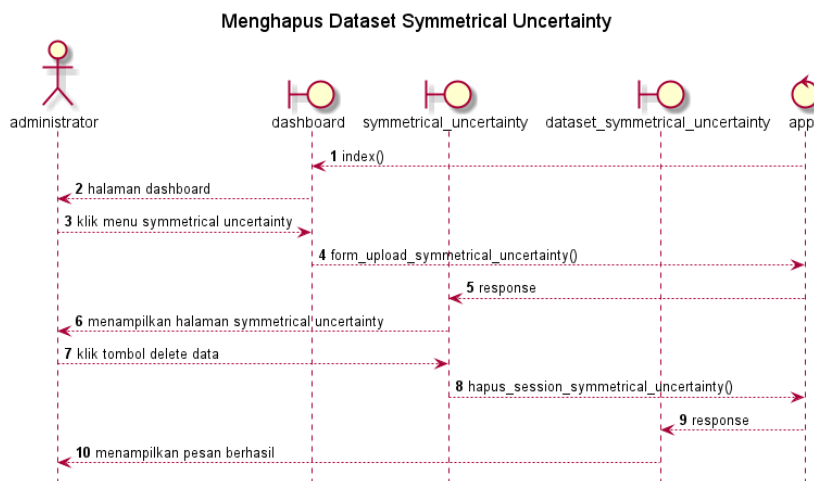 Menghapus Dataset Symmetrical Uncertainty
administrator
dashboard
symmetrical_uncertainty
dataset_symmetrical_uncertainty
app
1 index()
2 halaman dashboard
3 klik menu symmetrical uncertainty
4 form_upload_symmetrical_uncertainty()
5 response
6 menampilkan halaman symmetrical uncertainty
7 klik tombol delete data
8 hapus_session_symmetrical_uncertainty()
9 response
10 menampilkan pesan berhasil